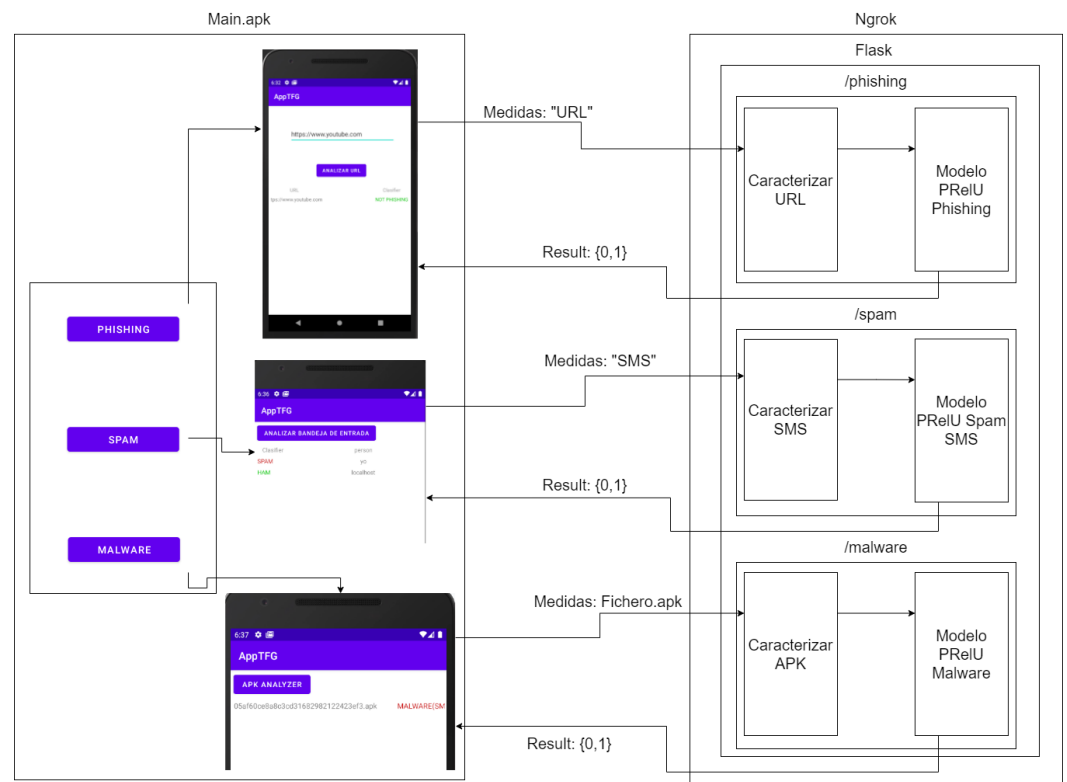 Main.apk
Ngrok
Flask
/phishing
6:32
AppTFG
https://www.youtube.com
ANALIZAR URL
URL
Clasifier
tps://www.youtube.com
NOT PHISHING
Medidas: "URL"
Result: {0,1}
Caracterizar
URL
Modelo
PRelU
Phishing
PHISHING
SPAM
MALWARE
/spam
6:36
AppTFG
ANALIZAR BANDEJA DE ENTRADA
Clasifier
person
SPAM
yo
HAM
localhost
Medidas: "SMS"
Result: {0,1}
Caracterizar
SMS
Modelo
PRelU Spam
SMS
/malware
6:37
AppTFG
APK ANALYZER
05ef60ce8a8c3cd31682982122423ef3.apk
MALWARE(SM
Medidas: Fichero.apk
Result: {0,1}
Caracterizar
APK
Modelo
PRelU
Malware